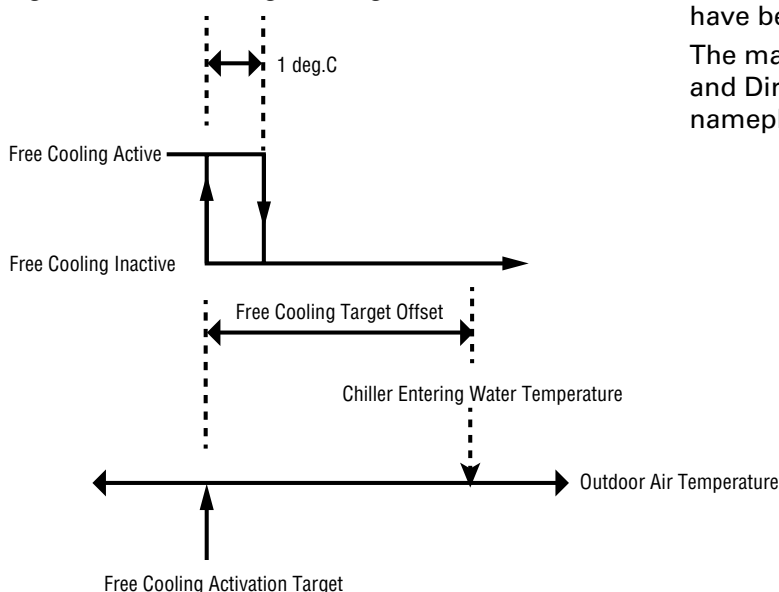 have be
The ma
and Dir
namepl
1 deg.C
Free Cooling Active
Free Cooling Inactive
Free Cooling Target Offset
Chiller Entering Water Temperature
Outdoor Air Temperature
Free Cooling Activation Target